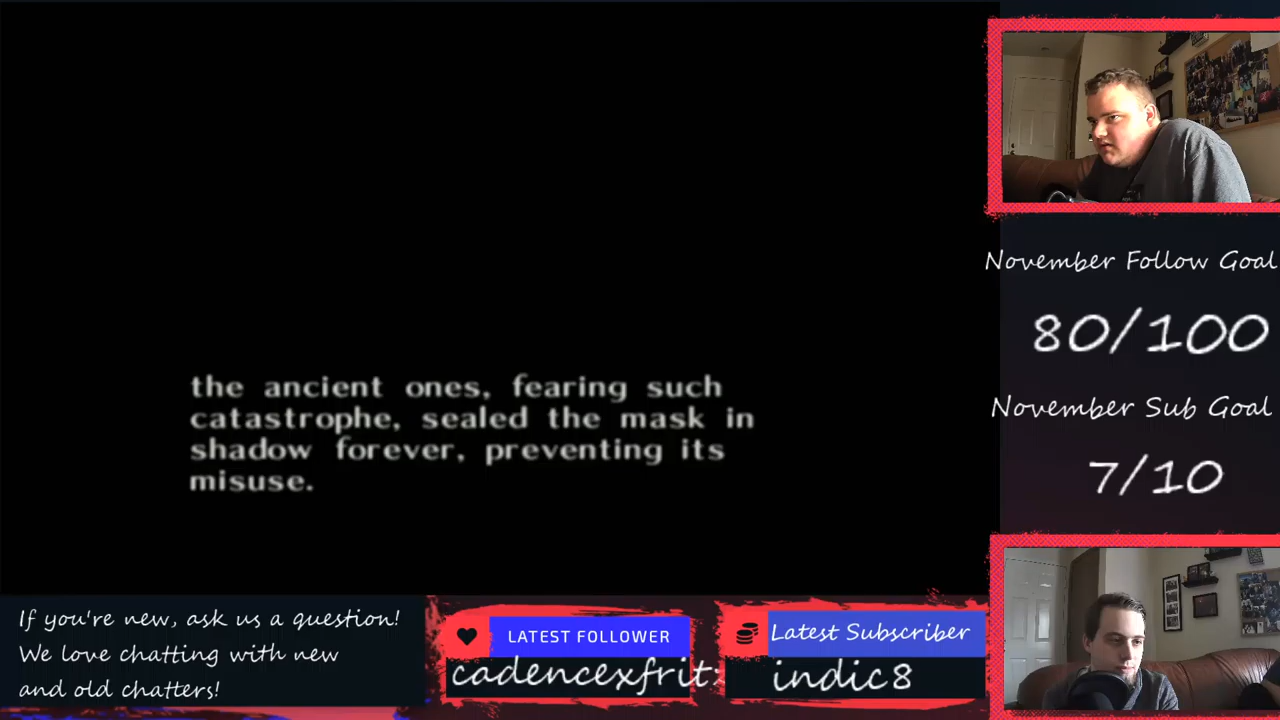 the ancient ones, fearing such
catastrophe, sealed the mask in
shadow forever, preventing its
misuse.
November Follow Goal
80/100
November Sub Goal
7/10
If you're new, ask us a question!
We love chatting with new
and old chatters!
LATEST FOLLOWER
cadencexfritz
Latest Subscriber
indic8